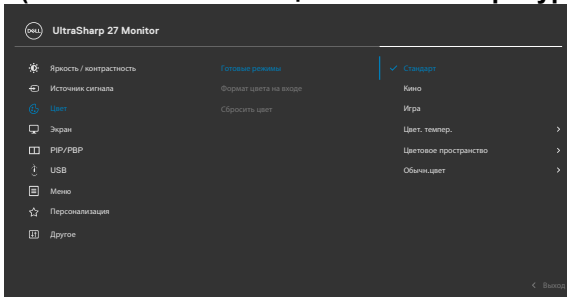 DELL UltraSharp 27 Monitor
Яркость / контрастность Готовые режимы Стандарт
Источник сигнала Формат цвета на входе Кино
Цвет Сбросить цвет Игра
Экран Цвет. темпер.
PIP/PBP Цветовое пространство
USB Обычн.цвет
Меню
Персонализация
Другое
Выход